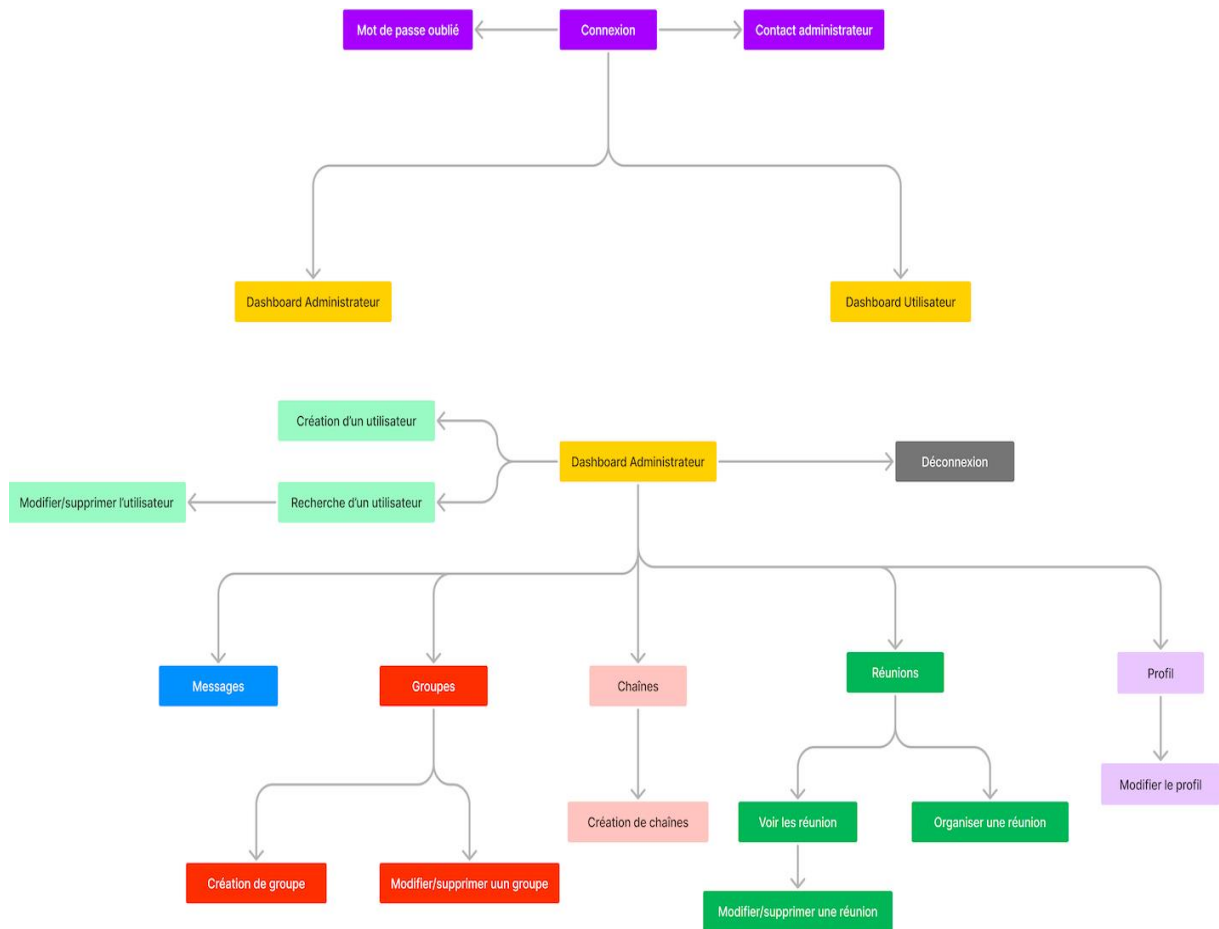 Mot de passe oublié
Connexion
Contact administrateur
Dashboard Administrateur
Dashboard Utilisateur
Création d'un utilisateur
Dashboard Administrateur
Déconnexion
Modifier/supprimer l'utilisateur
Recherche d'un utilisateur
Messages
Groupes
Chaînes
Réunions
Profil
Modifier le profil
Création de chaînes
Voir les réunion
Organiser une réunion
Création de groupe
Modifier/supprimer uun groupe
Modifier/supprimer une réunion